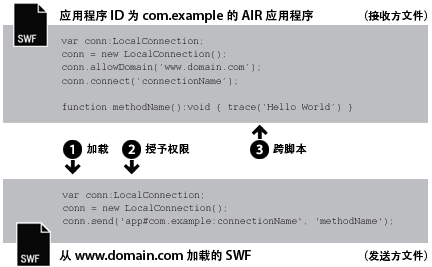 SWF
应用程序 ID 为 com.example 的 AIR 应用程序 (接收方文件)
var conn:LocalConnection;
conn = new LocalConnection();
conn.allowDomain('www.domain.com');
conn.connect('connectionName');
function methodName():void { trace('Hello World') }
1 加载 2 授予权限 3 跨脚本
var conn:LocalConnection;
conn = new LocalConnection();
conn.send('app#com.example:connectionName', 'methodName');
SWF
从 www.domain.com 加载的 SWF (发送方文件)